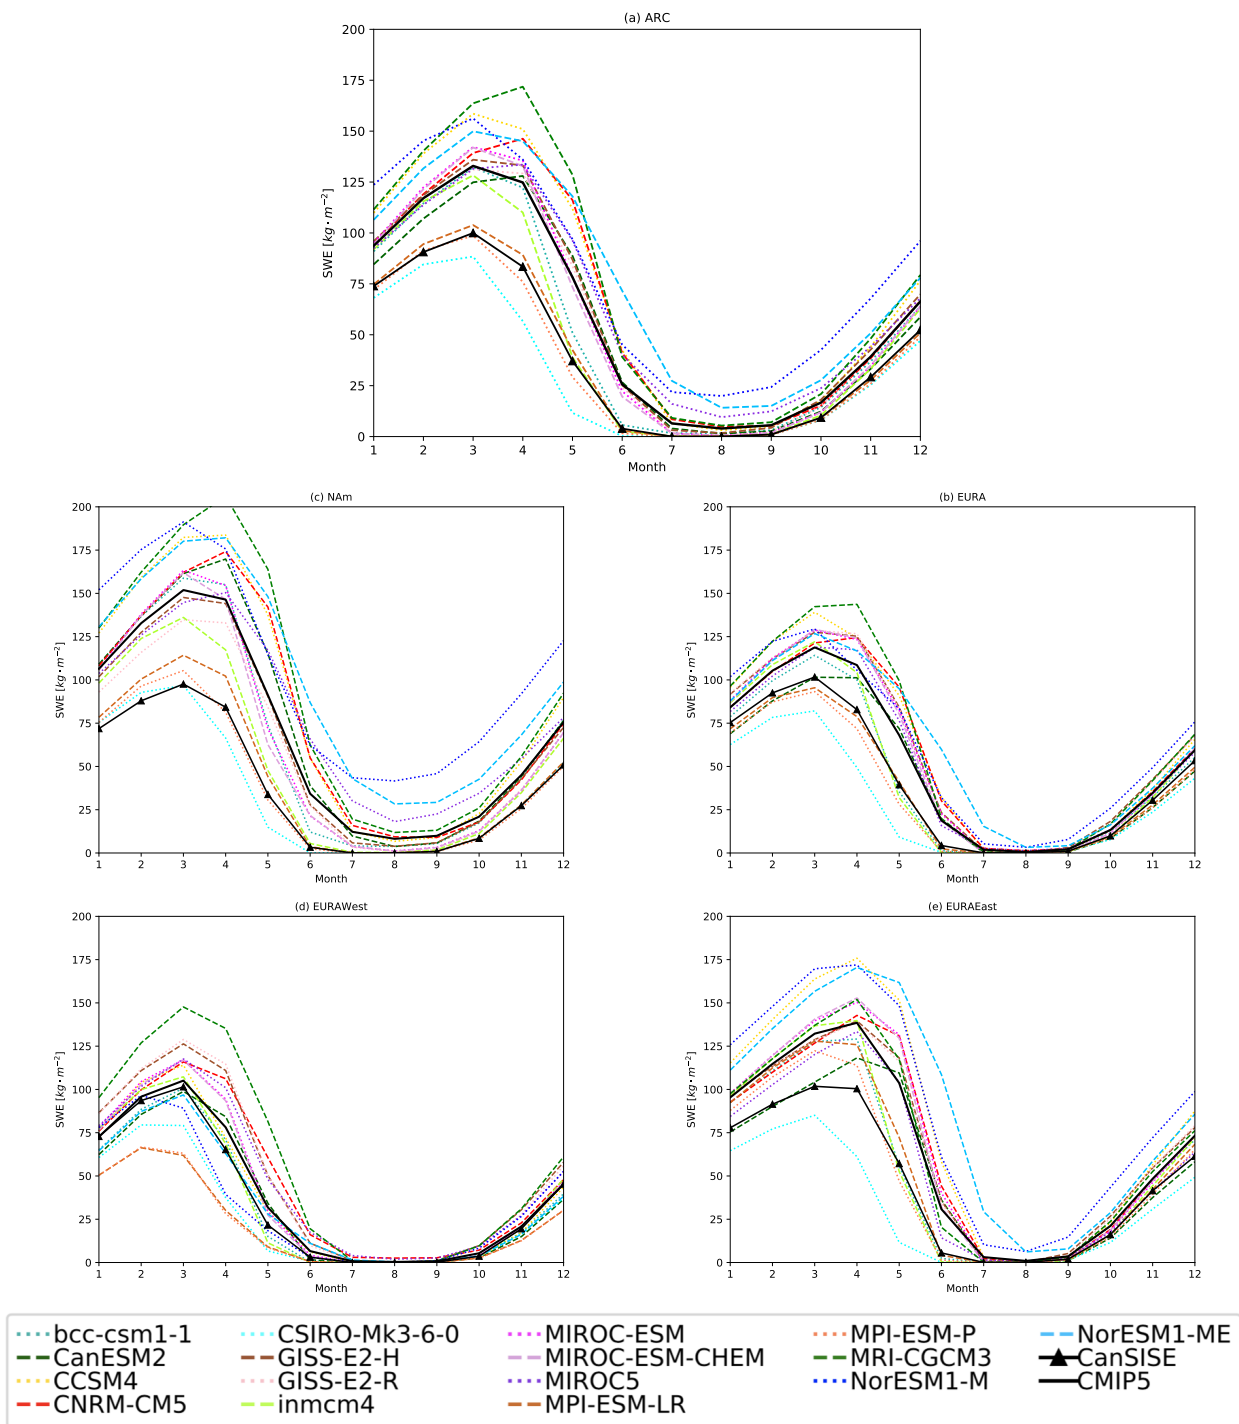 (a) ARC
200
175
150
125
100
75
50
25
0
SWE [kg · m⁻²]
1 2 3 4 5 6 7 8 9 10 11 12
Month
(c) NAm
200
175
150
125
100
75
50
25
0
SWE [kg · m⁻²]
1 2 3 4 5 6 7 8 9 10 11 12
Month
(b) EURA
200
175
150
125
100
75
50
25
0
SWE [kg · m⁻²]
1 2 3 4 5 6 7 8 9 10 11 12
Month
(d) EURAWest
200
175
150
125
100
75
50
25
0
SWE [kg · m⁻²]
1 2 3 4 5 6 7 8 9 10 11 12
Month
(e) EURAEast
200
175
150
125
100
75
50
25
0
SWE [kg · m⁻²]
1 2 3 4 5 6 7 8 9 10 11 12
Month
bcc-csm1-1 CSIRO-Mk3-6-0 MIROC-ESM MPI-ESM-P NorESM1-ME
CanESM2 GISS-E2-H MIROC-ESM-CHEM MRI-CGCM3 CanSISE
CCSM4 GISS-E2-R MIROC5 NorESM1-M CMIP5
CNRM-CM5 inmcm4 MPI-ESM-LR